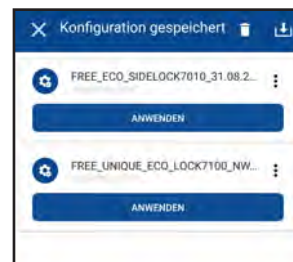 Konfiguration gespeichert
FREE_ECO_SIDELOCK7010_31.08.2...
ANWENDEN
FREE_UNIQUE_ECO_LOCK7100_NW...
ANWENDEN